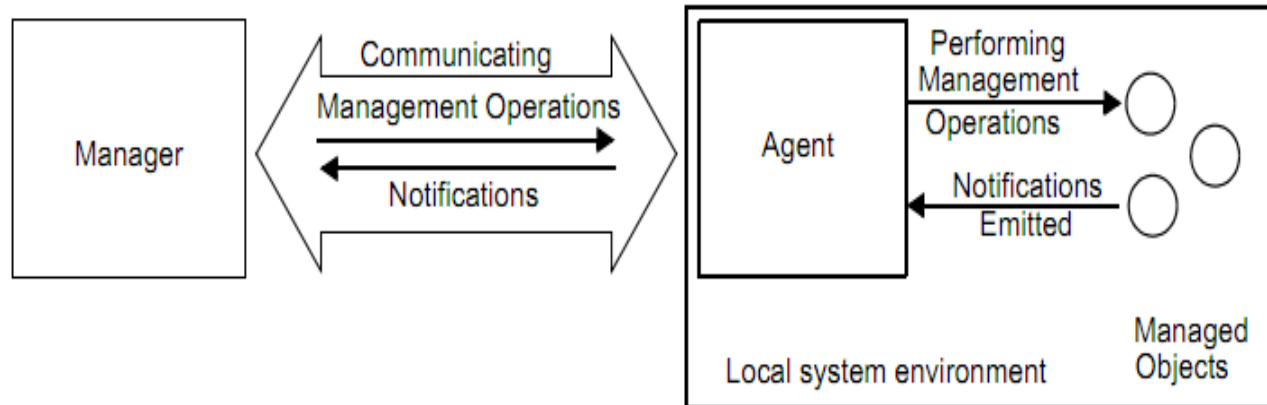 Manager
Communicating
Management Operations
Notifications
Agent
Performing
Management
Operations
Notifications
Emitted
Local system environment
Managed
Objects